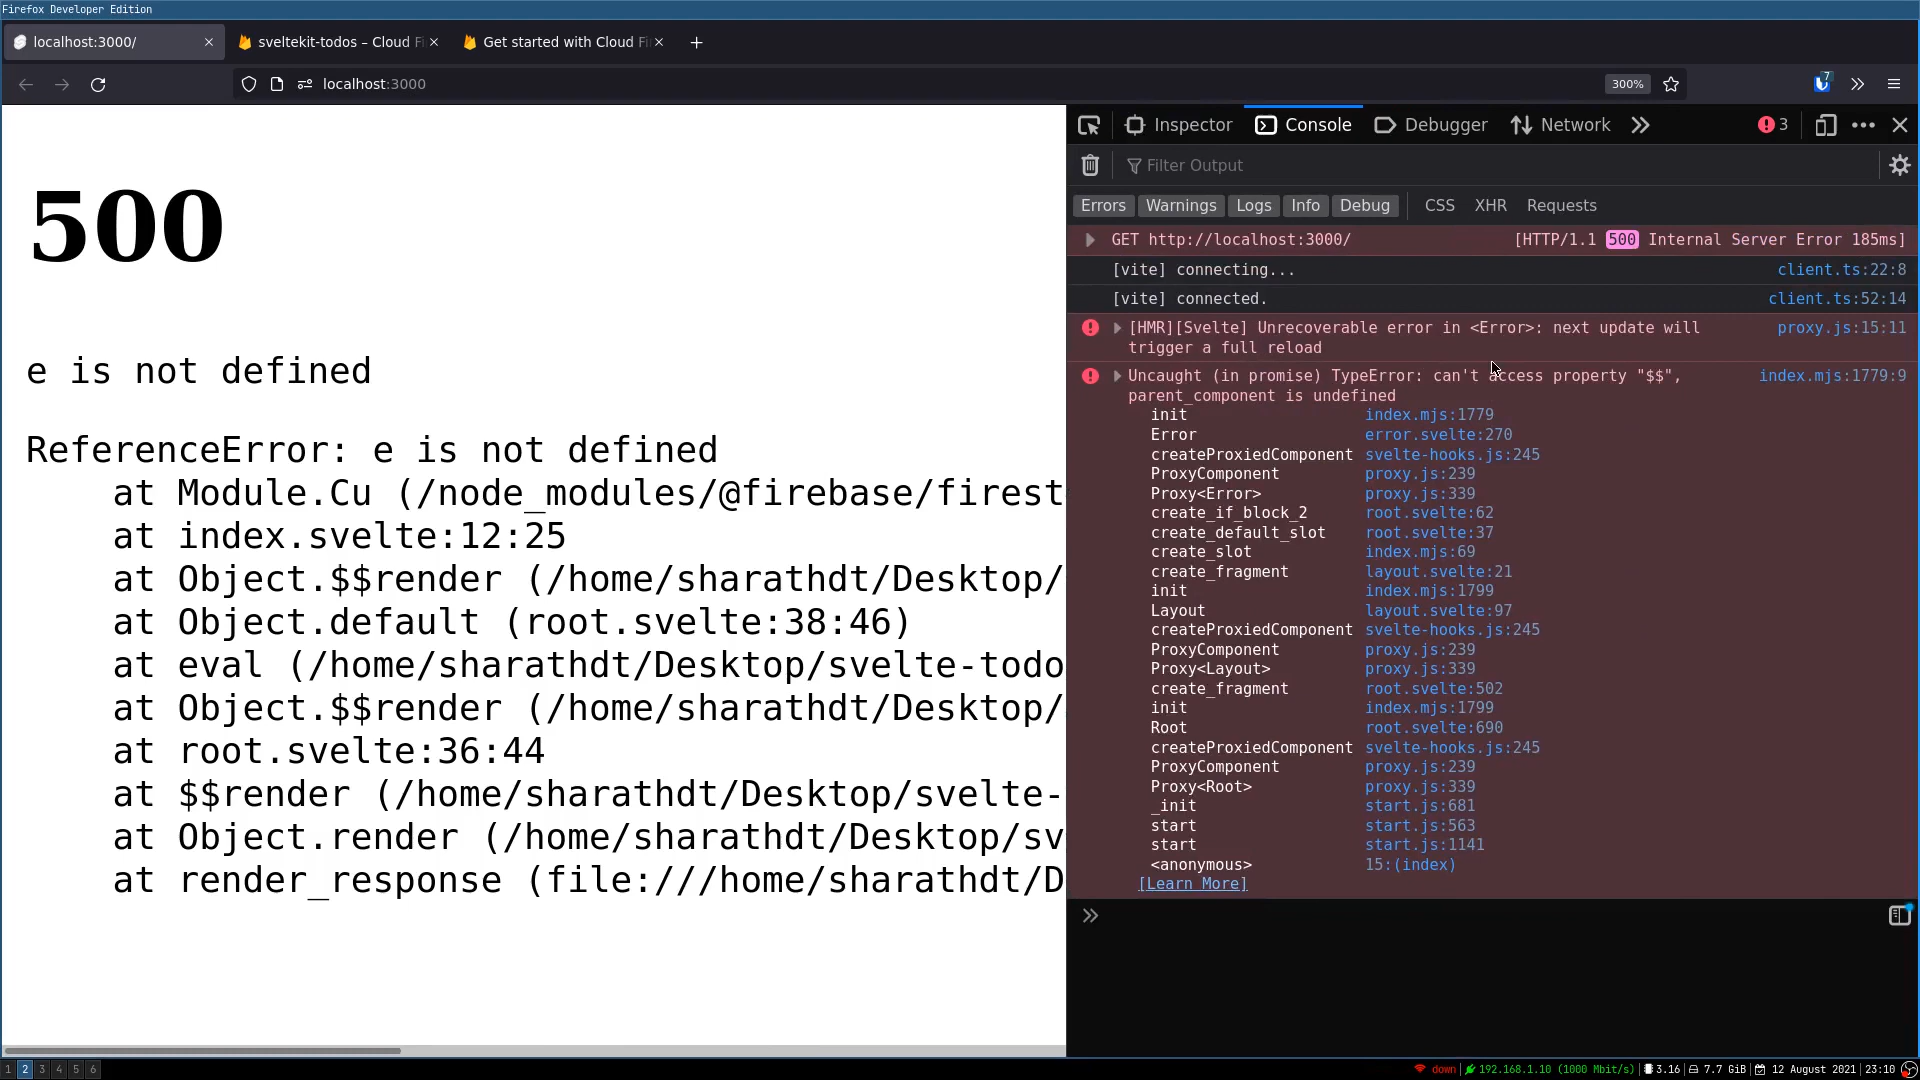 Firefox Developer Edition
localhost:3000/
sveltekit-todos – Cloud Fi
Get started with Cloud Fi
localhost:3000
300%
7
500
e is not defined
ReferenceError: e is not defined
at Module.Cu (/node_modules/@firebase/firest
at index.svelte:12:25
at Object.$$render (/home/sharathdt/Desktop/
at Object.default (root.svelte:38:46)
at eval (/home/sharathdt/Desktop/svelte-todo
at Object.$$render (/home/sharathdt/Desktop/
at root.svelte:36:44
at $$render (/home/sharathdt/Desktop/svelte-
at Object.render (/home/sharathdt/Desktop/sv
at render_response (file:///home/sharathdt/D
Inspector Console Debugger Network 3
Filter Output
Errors Warnings Logs Info Debug CSS XHR Requests
GET http://localhost:3000/ [HTTP/1.1 500 Internal Server Error 185ms]
[vite] connecting... client.ts:22:8
[vite] connected. client.ts:52:14
[HMR][Svelte] Unrecoverable error in <Error>: next update will proxy.js:15:11
trigger a full reload
Uncaught (in promise) TypeError: can't access property "$$", index.mjs:1779:9
parent_component is undefined
init index.mjs:1779
Error error.svelte:270
createProxiedComponent svelte-hooks.js:245
ProxyComponent proxy.js:239
Proxy<Error> proxy.js:339
create_if_block_2 root.svelte:62
create_default_slot root.svelte:37
create_slot index.mjs:69
create_fragment layout.svelte:21
init index.mjs:1799
Layout layout.svelte:97
createProxiedComponent svelte-hooks.js:245
ProxyComponent proxy.js:239
Proxy<Layout> proxy.js:339
create_fragment root.svelte:502
init index.mjs:1799
Root root.svelte:690
createProxiedComponent svelte-hooks.js:245
ProxyComponent proxy.js:239
Proxy<Root> proxy.js:339
_init start.js:681
start start.js:563
start start.js:1141
<anonymous> 15:(index)
[Learn More]
1 2 3 4 5 6
down | 192.168.1.10 (1000 Mbit/s) | 3.16 | 7.7 GiB | 12 August 2021 | 23:10